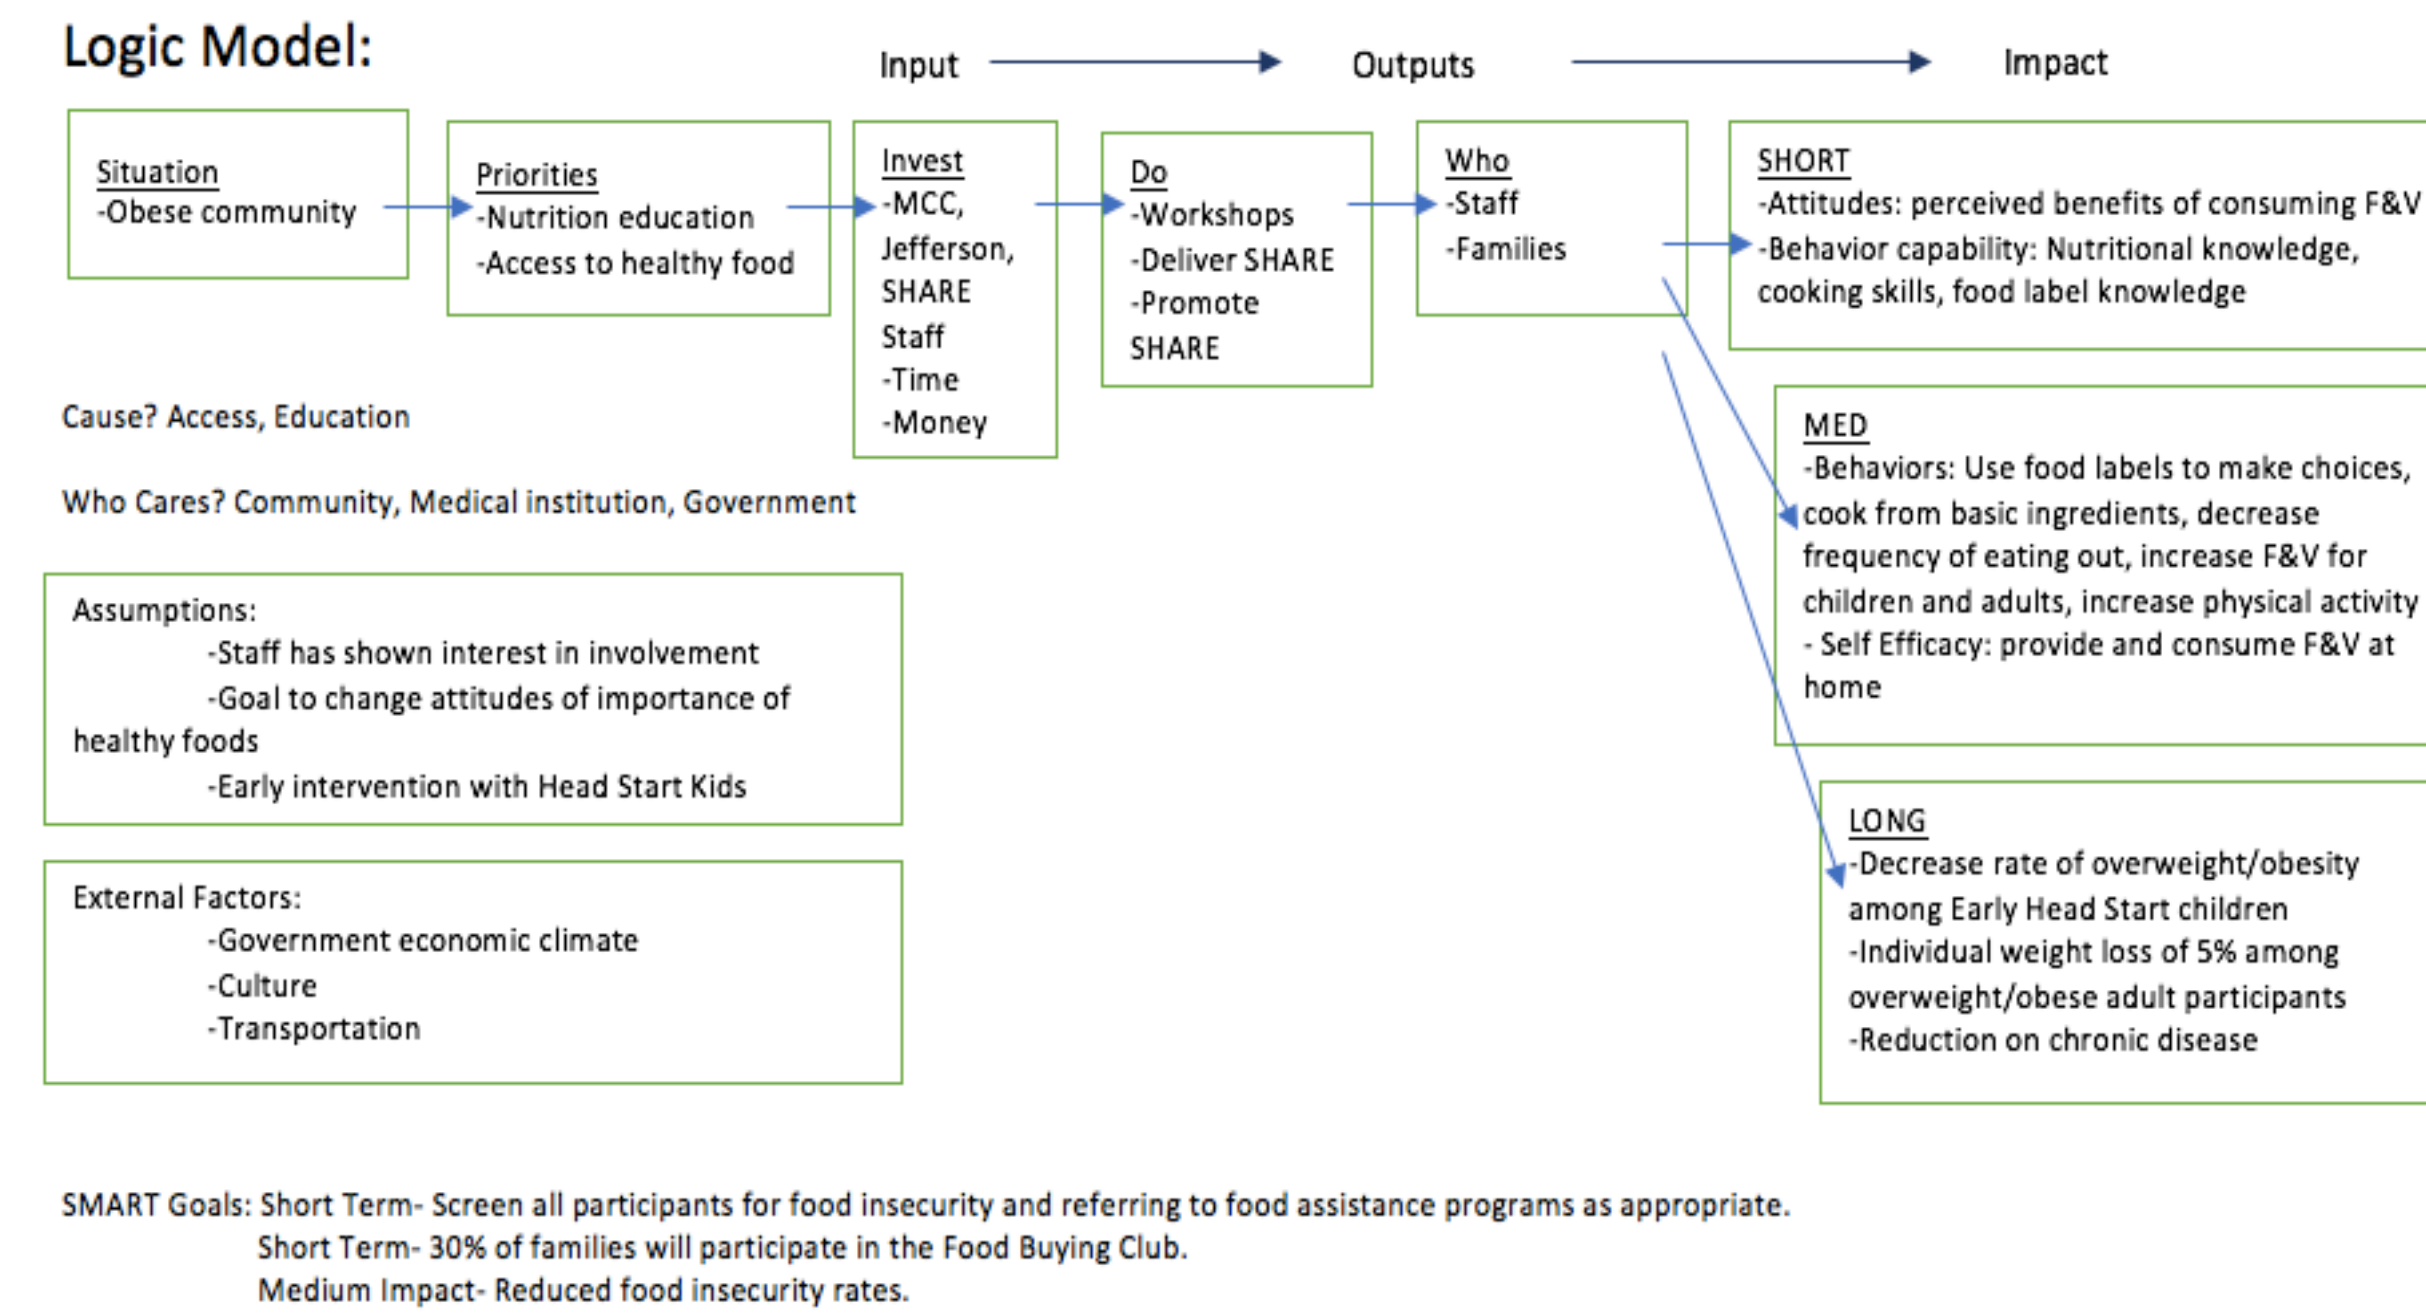 Logic Model:
Input
Outputs
Impact
Situation
-Obese community
Priorities
-Nutrition education
-Access to healthy food
Invest
-MCC,
Jefferson,
SHARE
Staff
-Time
-Money
Do
-Workshops
-Deliver SHARE
-Promote
SHARE
Who
-Staff
-Families
SHORT
-Attitudes: perceived benefits of consuming F&V
-Behavior capability: Nutritional knowledge,
cooking skills, food label knowledge
MED
-Behaviors: Use food labels to make choices,
cook from basic ingredients, decrease
frequency of eating out, increase F&V for
children and adults, increase physical activity
- Self Efficacy: provide and consume F&V at
home
LONG
-Decrease rate of overweight/obesity
among Early Head Start children
-Individual weight loss of 5% among
overweight/obese adult participants
-Reduction on chronic disease
Cause? Access, Education
Who Cares? Community, Medical institution, Government
Assumptions:
-Staff has shown interest in involvement
-Goal to change attitudes of importance of
healthy foods
-Early intervention with Head Start Kids
External Factors:
-Government economic climate
-Culture
-Transportation
SMART Goals: Short Term- Screen all participants for food insecurity and referring to food assistance programs as appropriate.
Short Term- 30% of families will participate in the Food Buying Club.
Medium Impact- Reduced food insecurity rates.